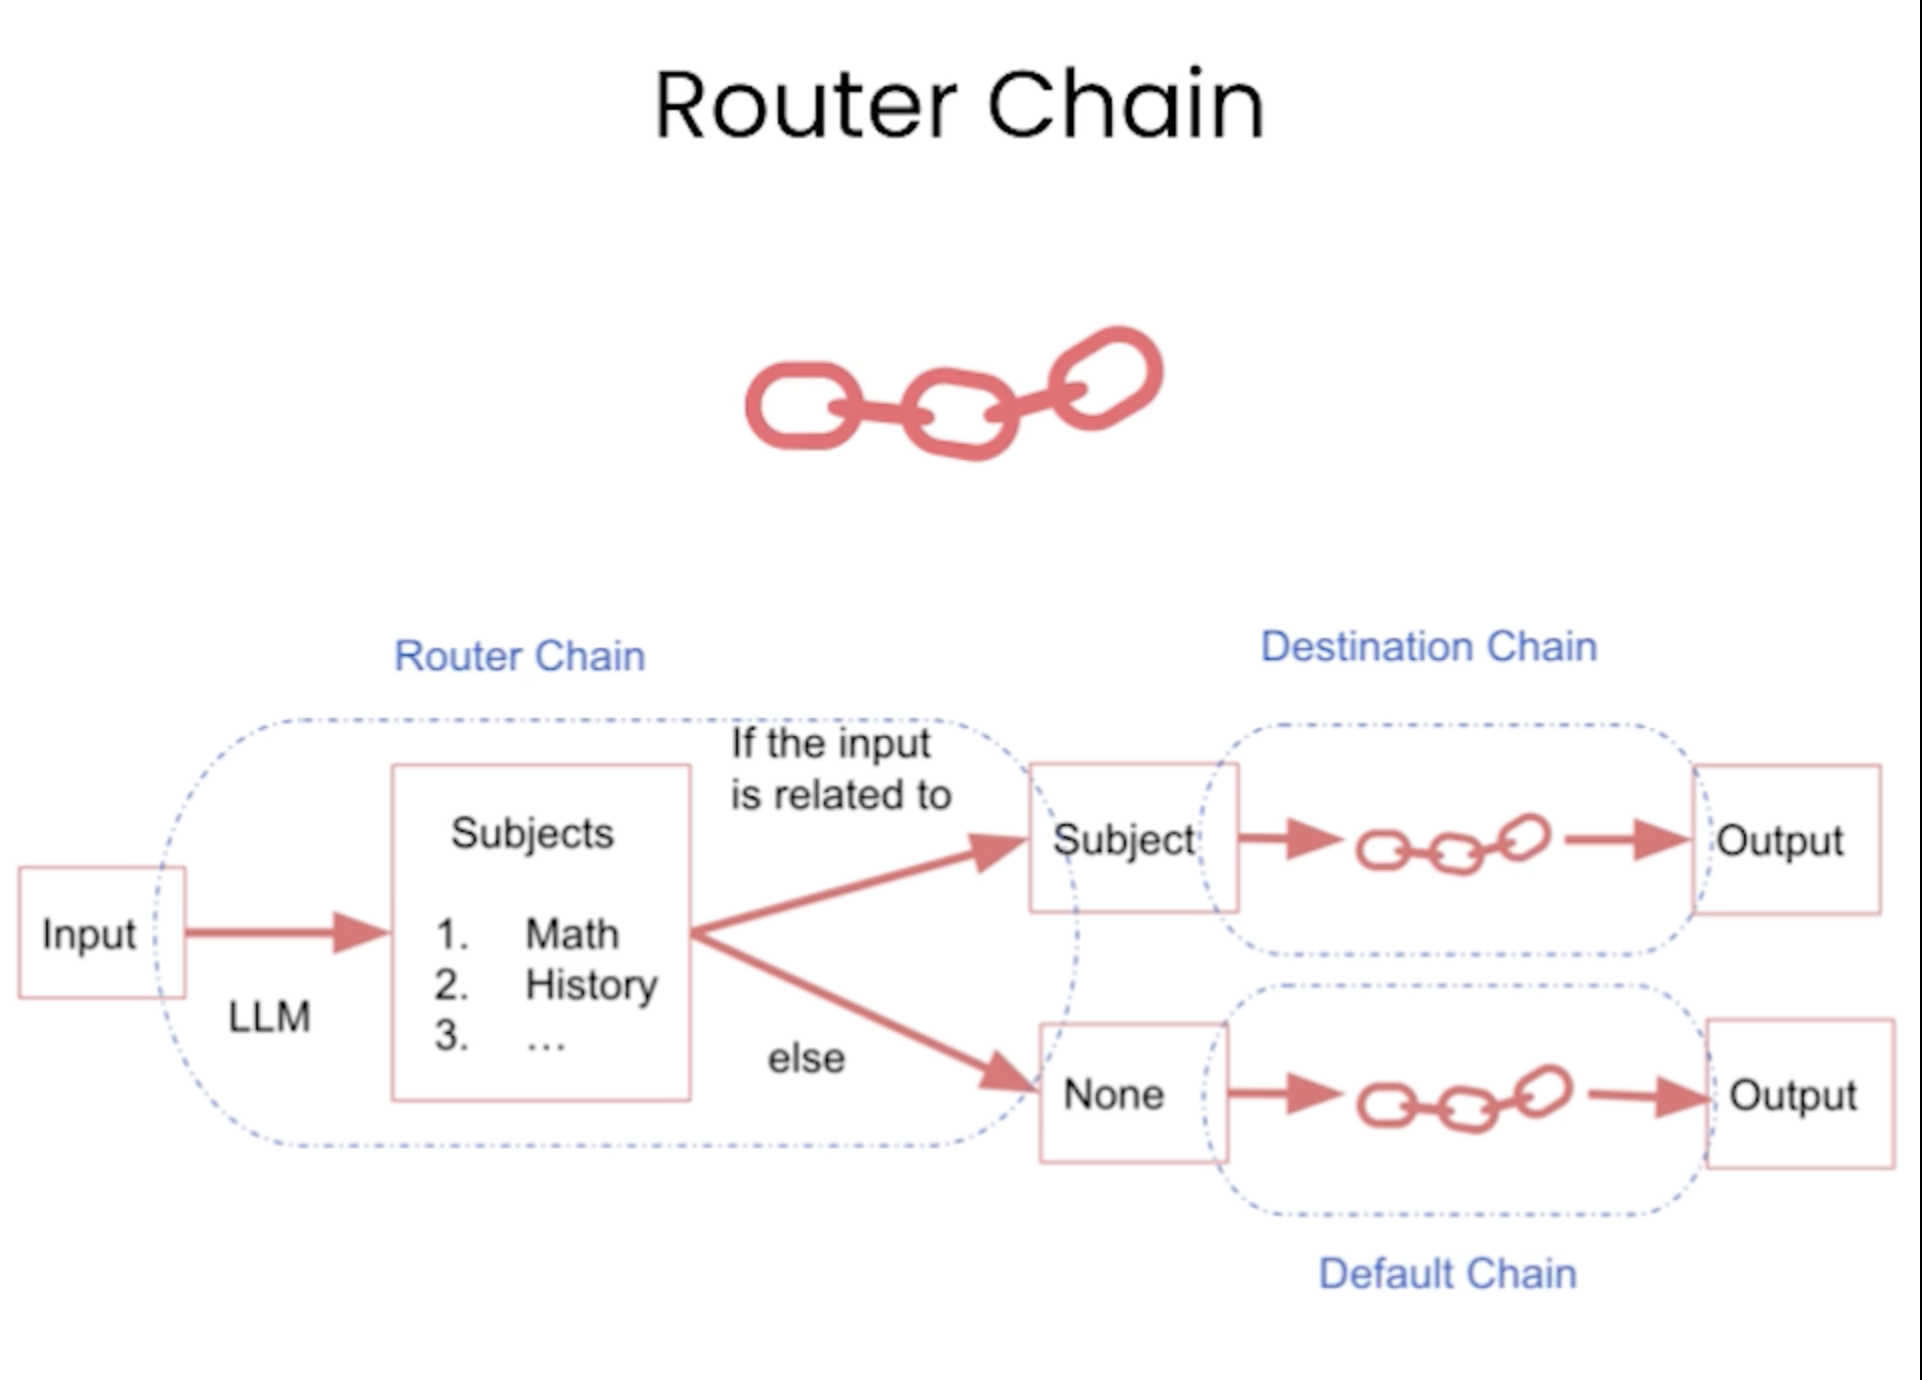 Router Chain
Router Chain
Destination Chain
If the input
is related to
Subjects
1. Math
2. History
3. ...
Input
LLM
else
Subject
Output
None
Output
Default Chain